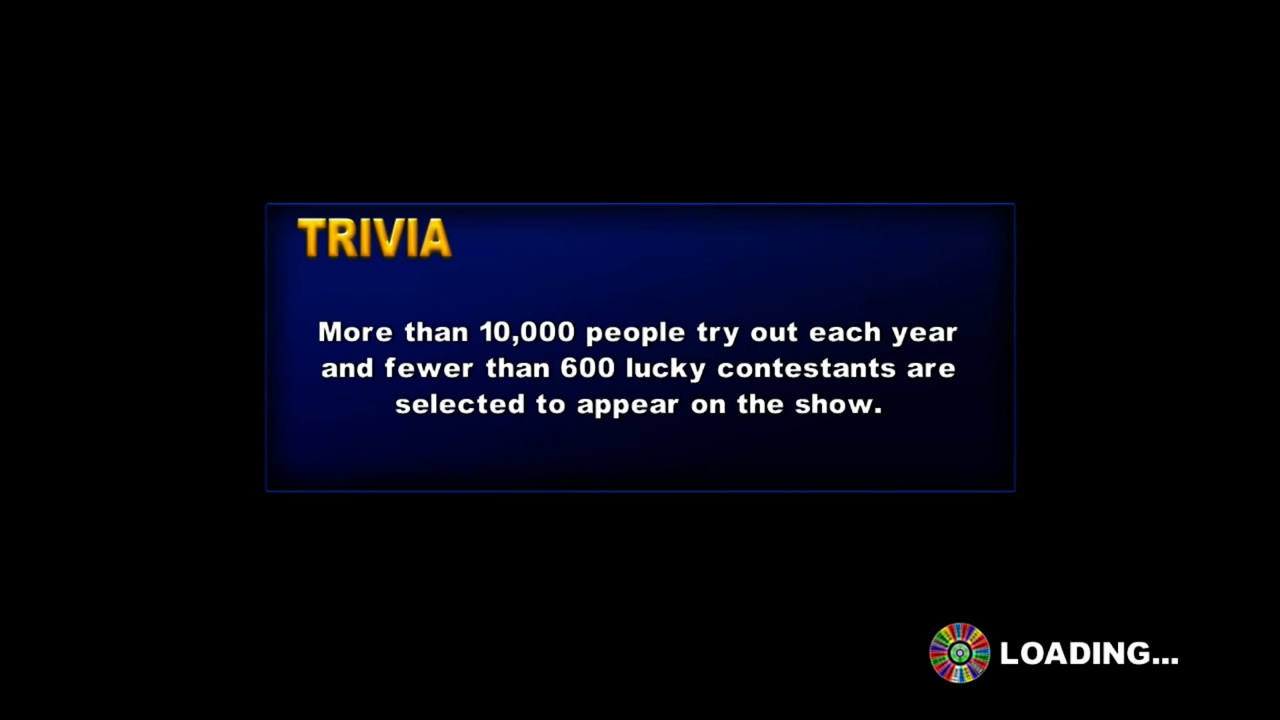 TRIVIA
More than 10,000 people try out each year
and fewer than 600 lucky contestants are
selected to appear on the show.
LOADING...